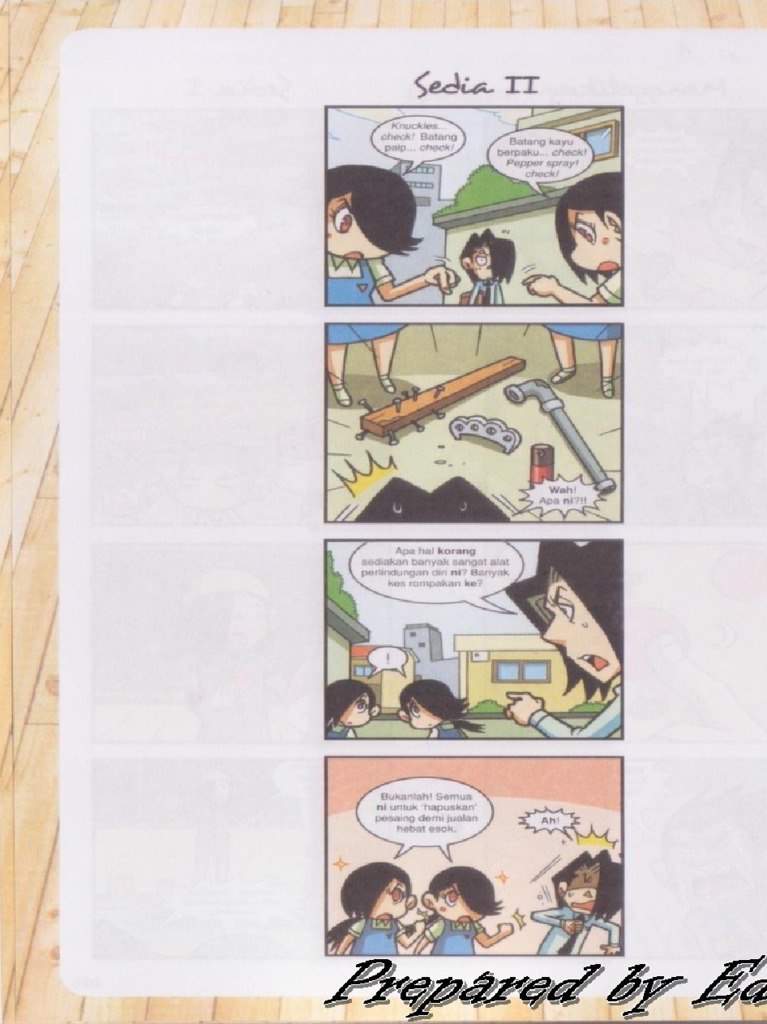 Sedia II
Knuckles...
check! Batang
paip... check!
Batang kayu
berpaku... check!
Pepper spray!
check!
Wah!
Apa ni?!!
Apa hal korang
sediakan banyak sangat alat
perlindungan diri ni? Banyak
kes rompakan ke?
!
Bukanlah! Semua
ni untuk 'hapuskan'
pesaing demi jualan
hebat esok.
Ah!
Prepared by Ed